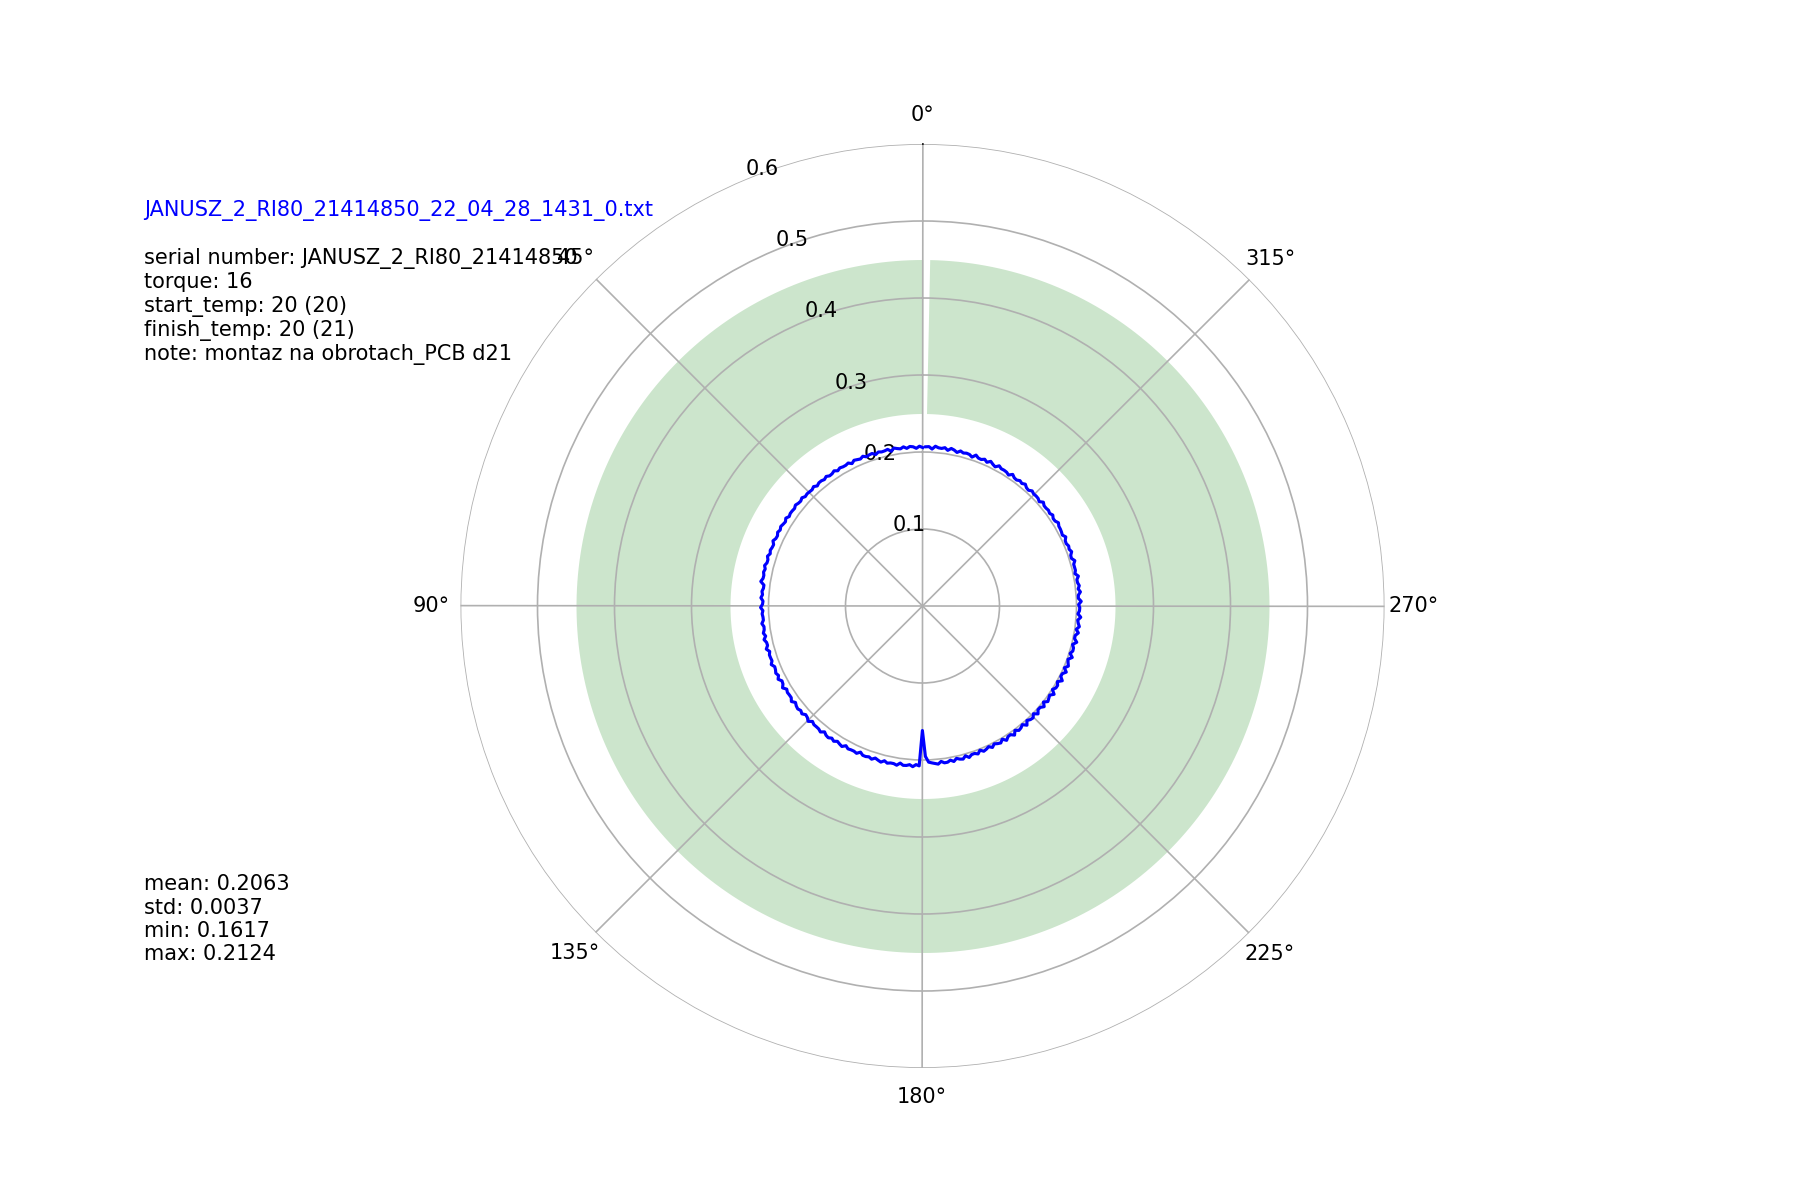 0°
0.6
JANUSZ_2_RI80_21414850_22_04_28_1431_0.txt
0.5
serial number: JANUSZ_2_RI80_21414850
45°
315°
torque: 16
start_temp: 20 (20)
0.4
finish_temp: 20 (21)
note: montaz na obrotach_PCB d21
0.3
0.2
0.1
90°
270°
mean: 0.2063
std: 0.0037
min: 0.1617
max: 0.2124
135°
225°
180°